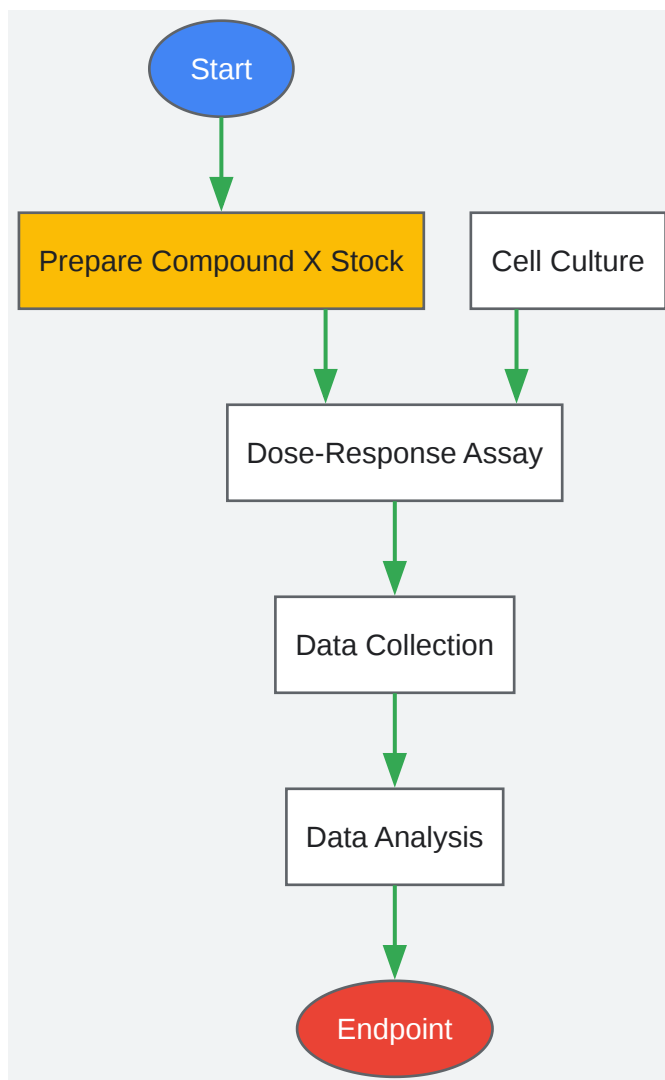 Start
Prepare Compound X Stock
Cell Culture
Dose-Response Assay
Data Collection
Data Analysis
Endpoint